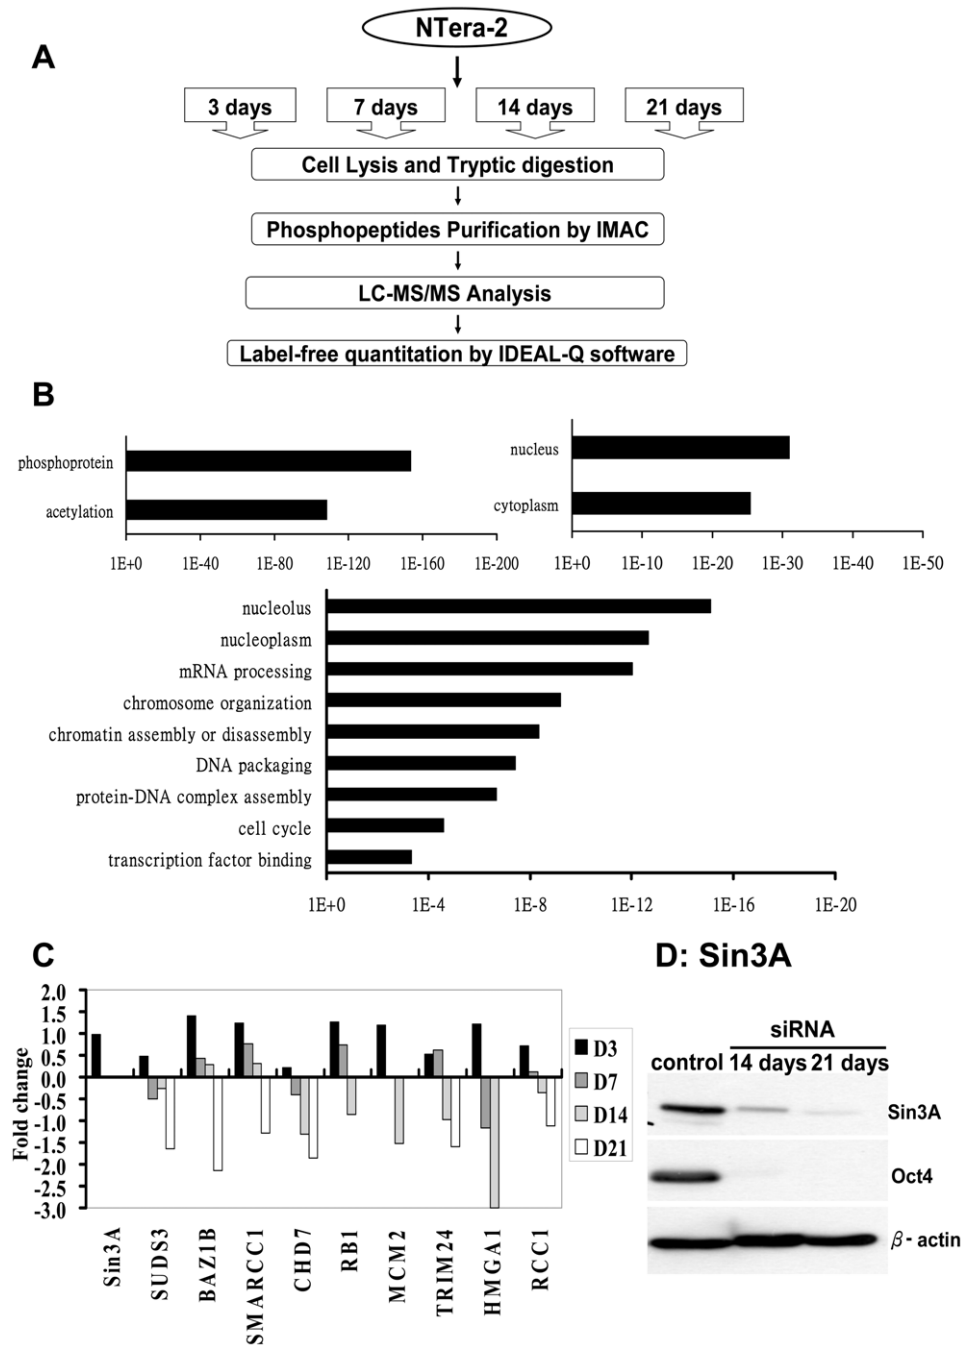 A
NTera-2
3 days 7 days 14 days 21 days
Cell Lysis and Tryptic digestion
Phosphopeptides Purification by IMAC
LC-MS/MS Analysis
Label-free quantitation by IDEAL-Q software
B
phosphoprotein
acetylation
1E+0 1E-40 1E-80 1E-120 1E-160 1E-200
nucleus
cytoplasm
1E+0 1E-10 1E-20 1E-30 1E-40 1E-50
nucleolus
nucleoplasm
mRNA processing
chromosome organization
chromatin assembly or disassembly
DNA packaging
protein-DNA complex assembly
cell cycle
transcription factor binding
1E+0 1E-4 1E-8 1E-12 1E-16 1E-20
C
Fold change
2.0
1.5
1.0
0.5
0.0
-0.5
-1.0
-1.5
-2.0
-2.5
-3.0
Sin3A
SUDS3
BAZ1B
SMARCC1
CHD7
RB1
MCM2
TRIM24
HMGA1
RCC1
D3
D7
D14
D21
D: Sin3A
siRNA
control 14 days 21 days
Sin3A
Oct4
β- actin